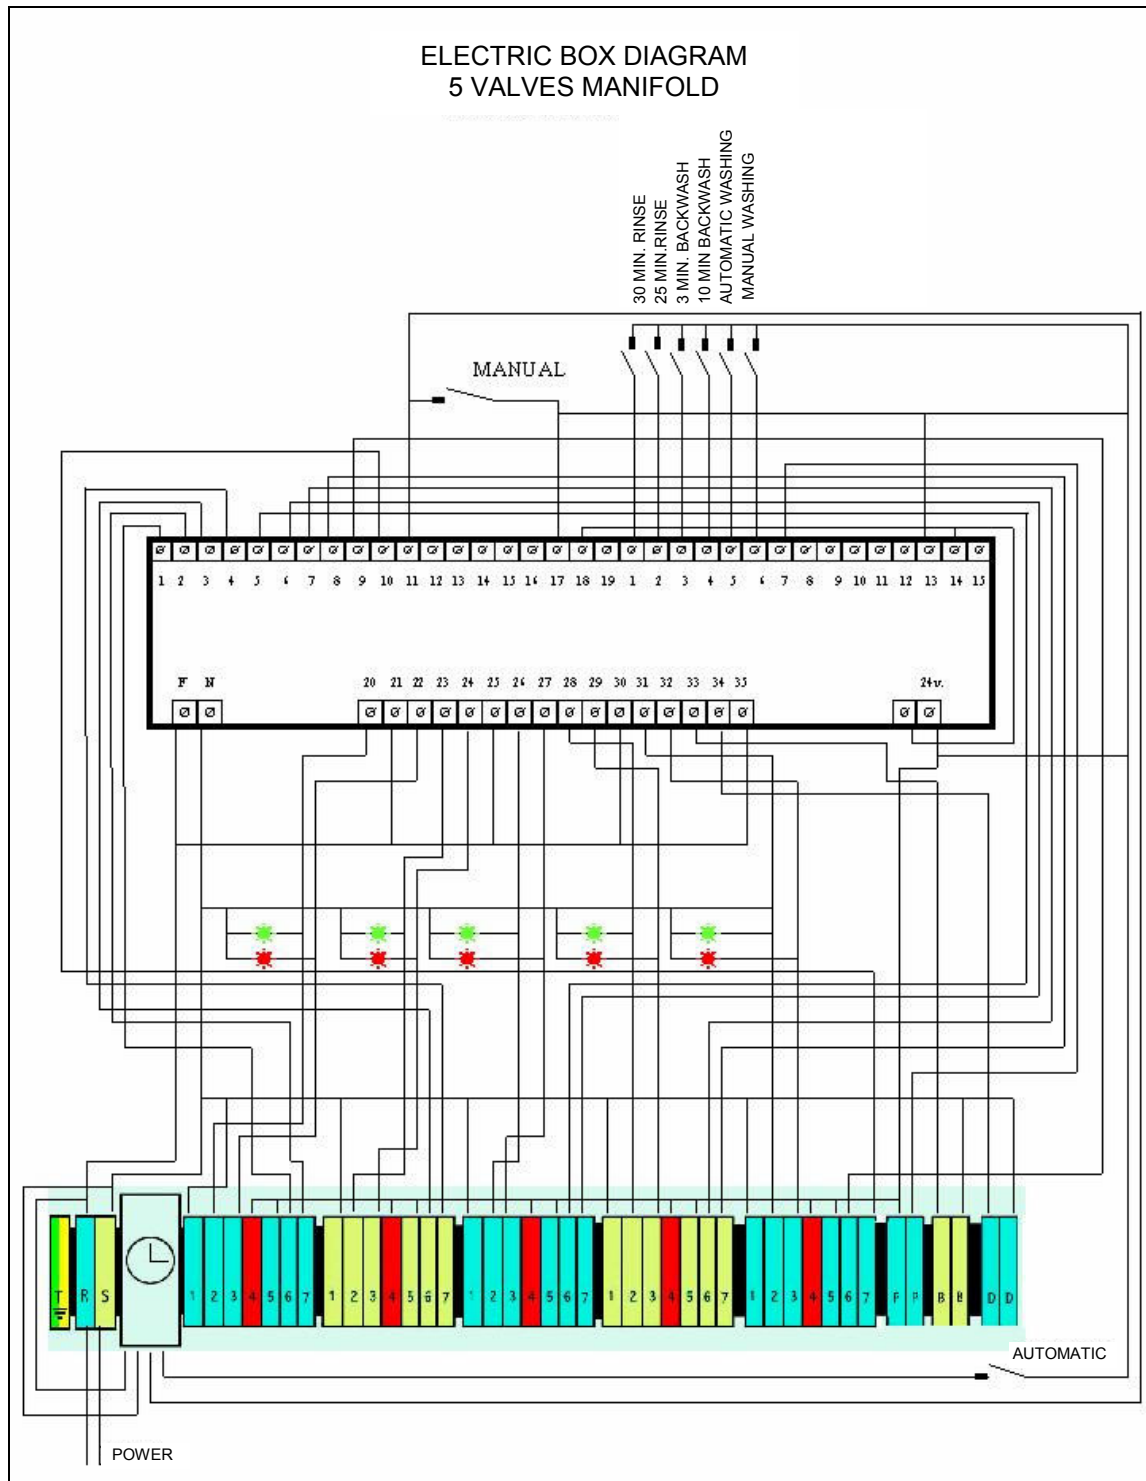 ELECTRIC BOX DIAGRAM
5 VALVES MANIFOLD
30 MIN. RINSE
25 MIN.RINSE
3 MIN. BACKWASH
10 MIN BACKWASH
AUTOMATIC WASHING
MANUAL WASHING
MANUAL
1 2 3 4 5 6 7 8 9 10 11 12 13 14 15 16 17 18 19 1 2 3 4 5 6 7 8 9 10 11 12 13 14 15
F N 20 21 22 23 24 25 26 27 28 29 30 31 32 33 34 35 24v.
T R S 1 2 3 4 5 6 7 1 2 3 4 5 6 7 1 2 3 4 5 6 7 1 2 3 4 5 6 7 1 2 3 4 5 6 7 P P B B D D
AUTOMATIC
POWER